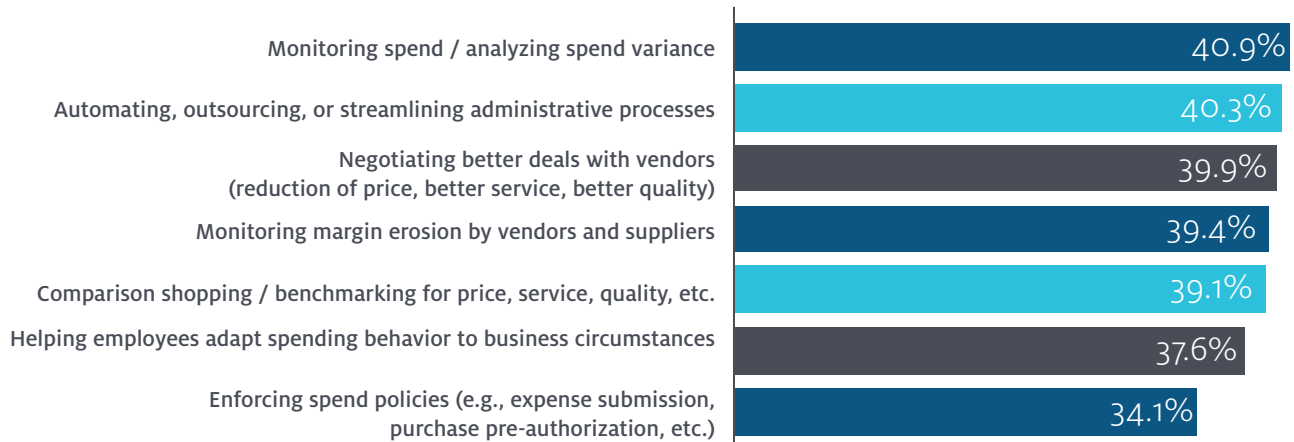 Monitoring spend / analyzing spend variance
40.9%
Automating, outsourcing, or streamlining administrative processes
40.3%
Negotiating better deals with vendors
(reduction of price, better service, better quality)
39.9%
Monitoring margin erosion by vendors and suppliers
39.4%
Comparison shopping / benchmarking for price, service, quality, etc.
39.1%
Helping employees adapt spending behavior to business circumstances
37.6%
Enforcing spend policies (e.g., expense submission,
purchase pre-authorization, etc.)
34.1%